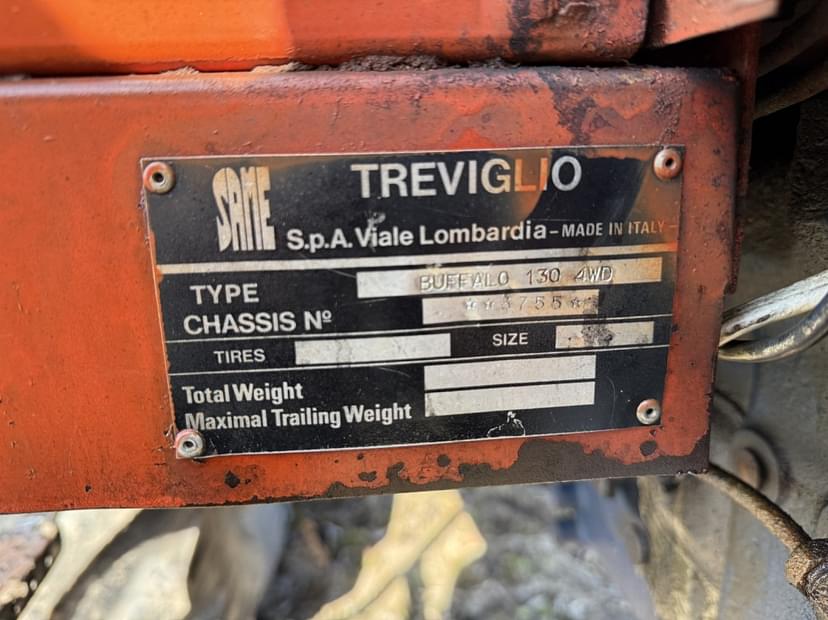 SAME TREVIGLIO
S.p.A. Viale Lombardia - MADE IN ITALY -
TYPE BUFFALO 130 4WD
CHASSIS Nº **3755**
TIRES SIZE
Total Weight
Maximal Trailing Weight